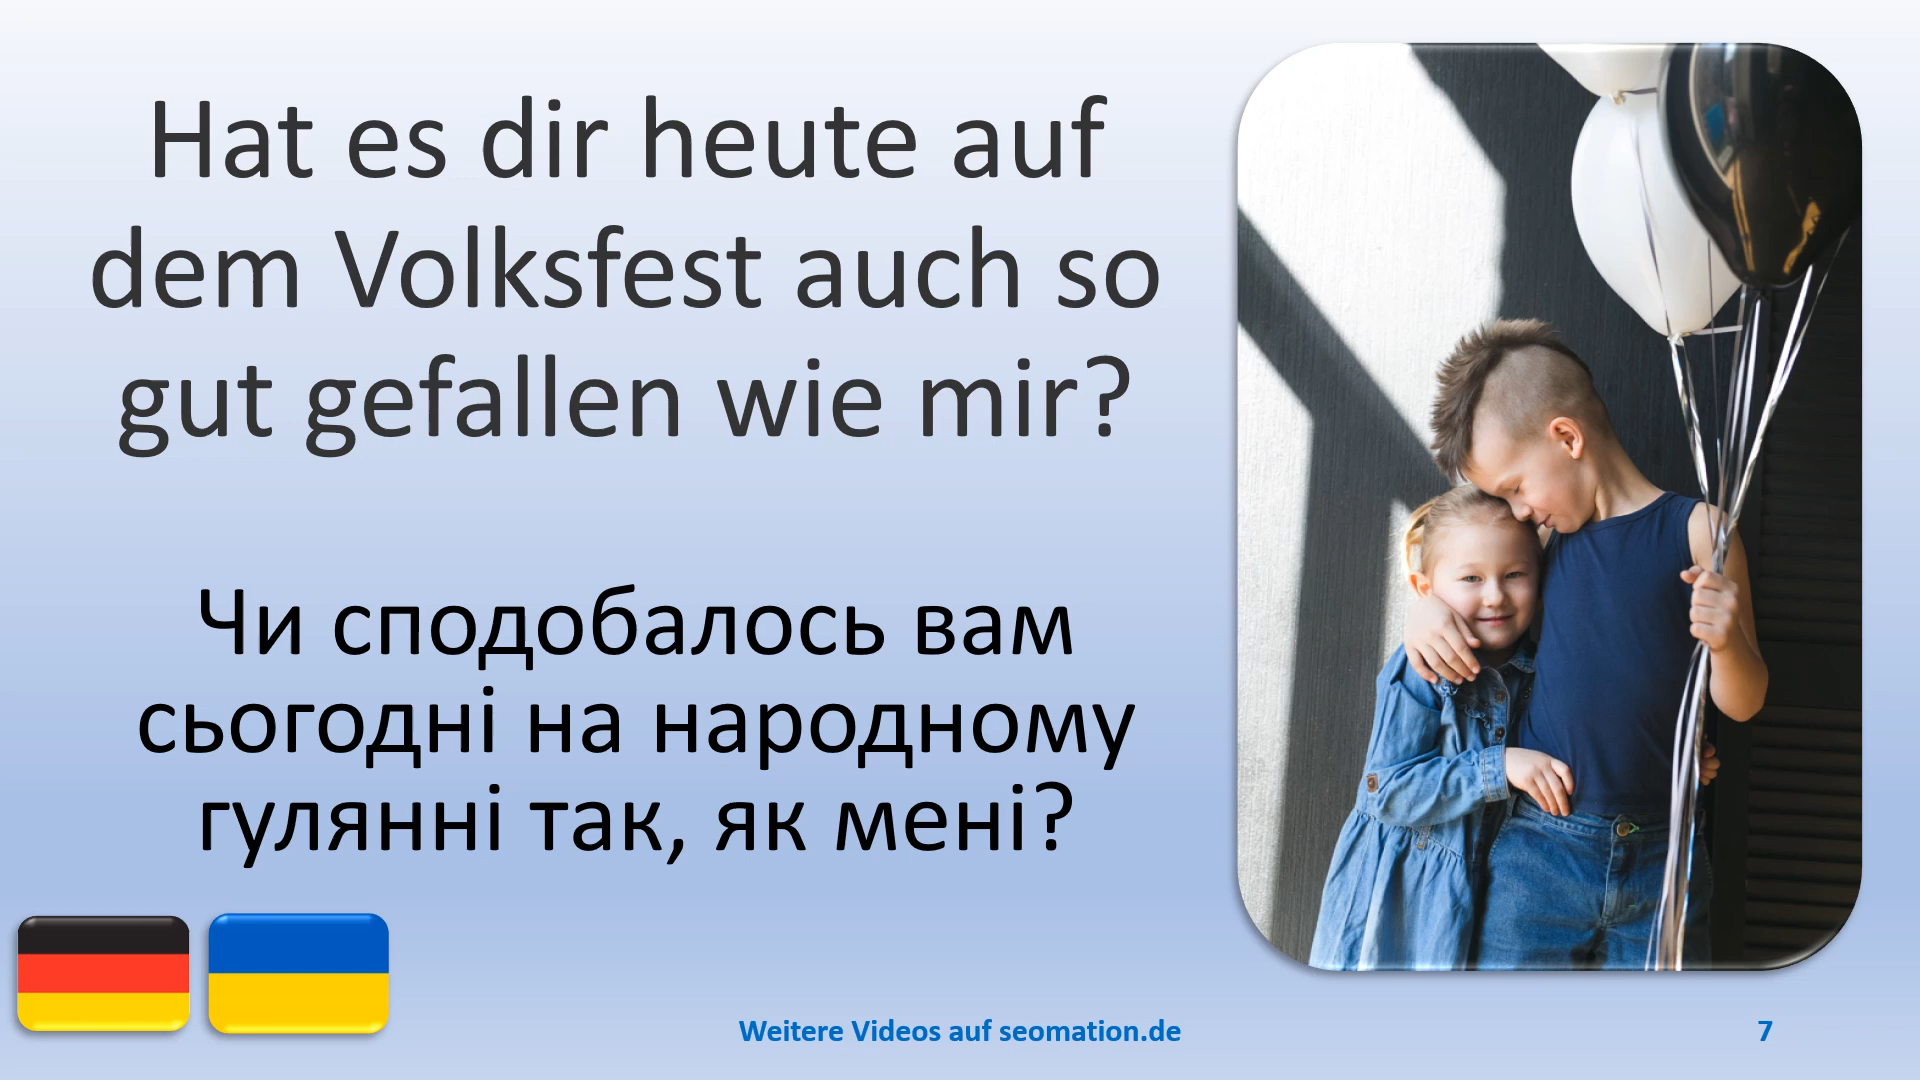 Hat es dir heute auf
dem Volksfest auch so
gut gefallen wie mir?
Чи сподобалось вам
сьогодні на народному
гулянні так, як мені?
Weitere Videos auf seomation.de
7